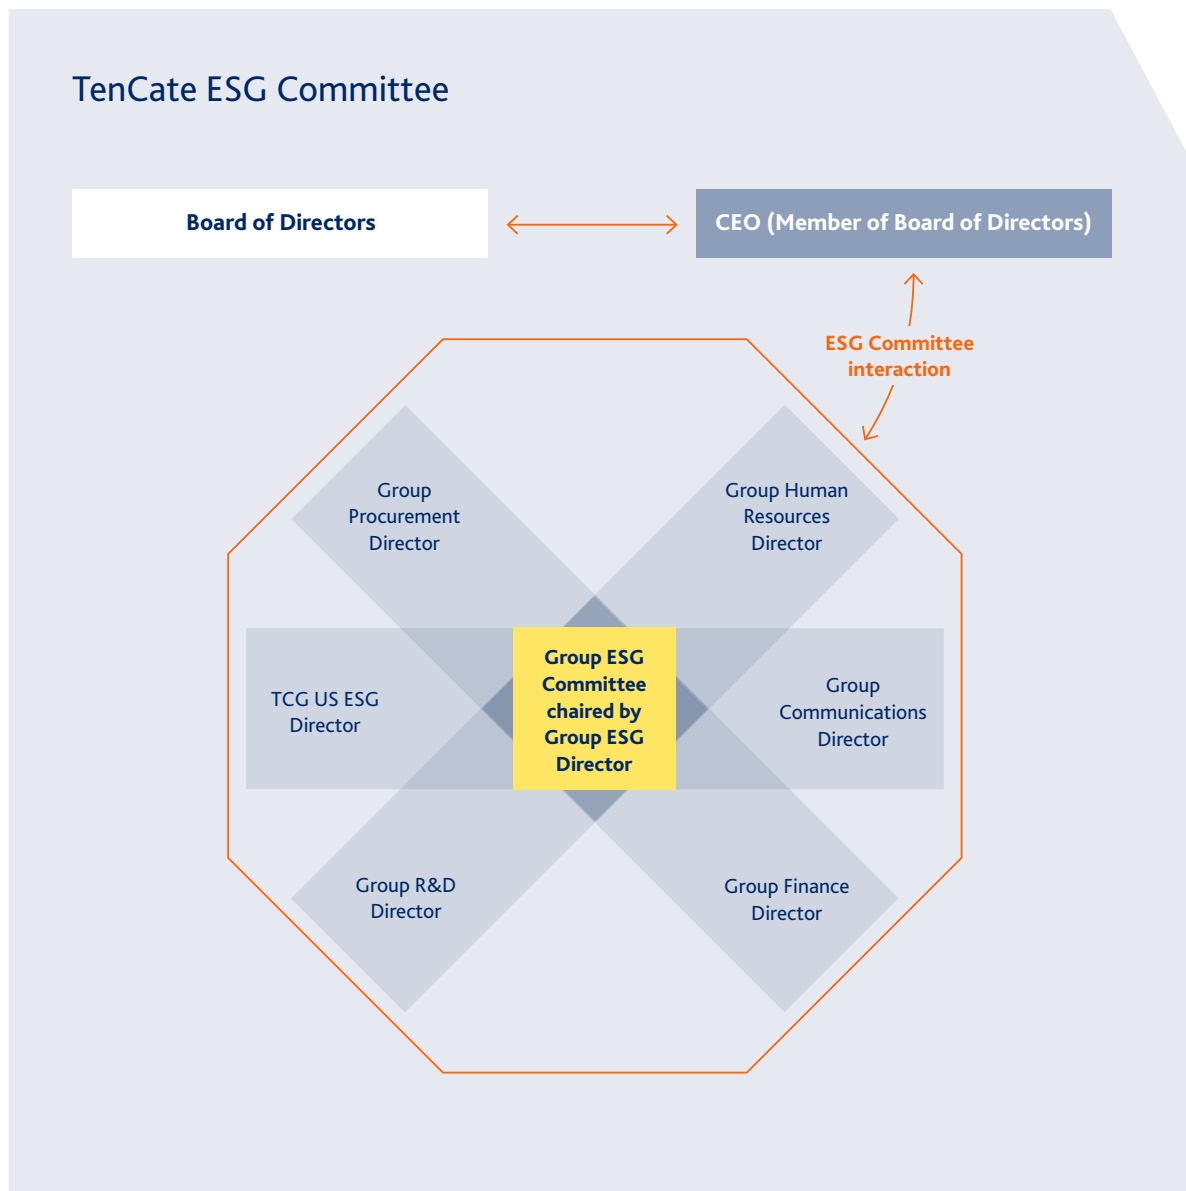 TenCate ESG Committee
Board of Directors
CEO (Member of Board of Directors)
ESG Committee
interaction
Group
Procurement
Director
Group Human
Resources
Director
TCG US ESG
Director
Group ESG
Committee
chaired by
Group ESG
Director
Group
Communications
Director
Group R&D
Director
Group Finance
Director